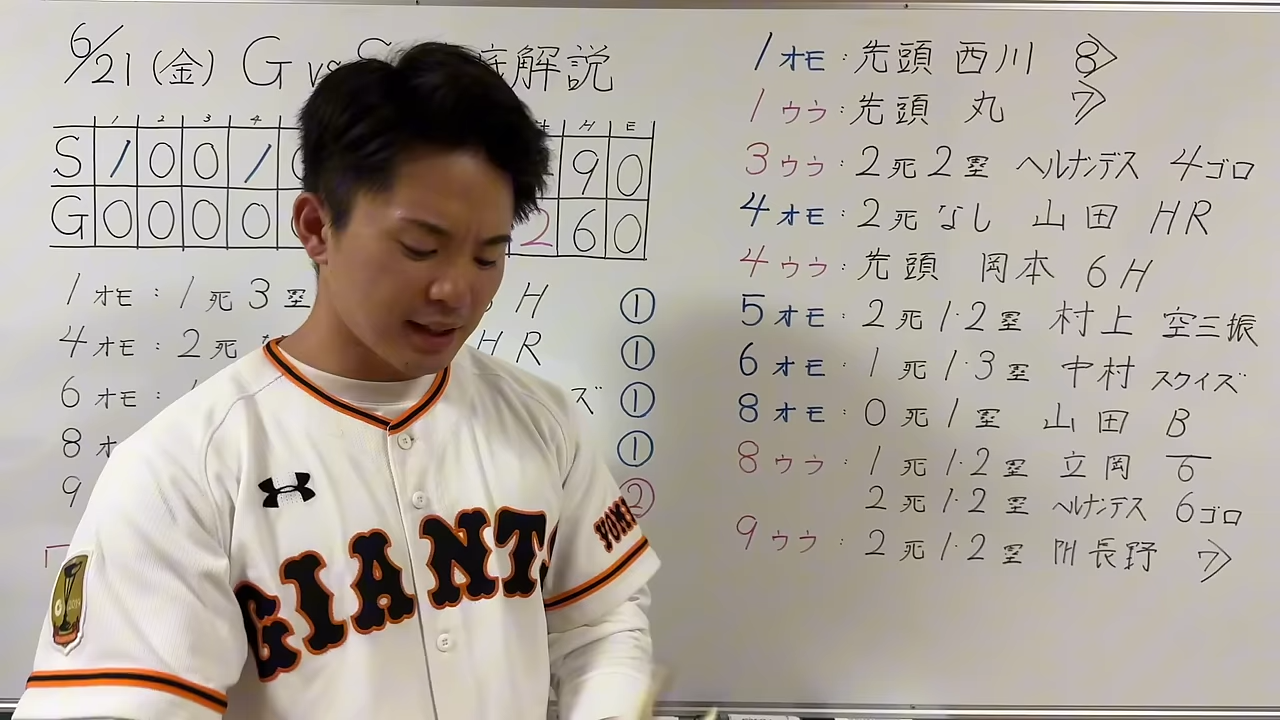 6/21 (金) G vs S 底解説
1 2 3 4 H E
S 1 0 0 1 9 0
G 0 0 0 0 2 6 0
1 オモ : 1 死 3 塁 H ①
4 オモ : 2 死 HR ①
6 オモ : ズ ①
8 オ ①
9 ②
1 オモ : 先頭 西川 8>
1 ウラ : 先頭 丸 7>
3 ウラ : 2 死 2 塁 ヘルナンデス 4ゴロ
4 オモ : 2 死 なし 山田 HR
4 ウラ : 先頭 岡本 6 H
5 オモ : 2 死 1・2 塁 村上 空三振
6 オモ : 1 死 1・3 塁 中村 スクイズ
8 オモ : 0 死 1 塁 山田 B
8 ウラ : 1 死 1・2 塁 立岡 6
2 死 1・2 塁 ヘルナンデス 6ゴロ
9 ウラ : 2 死 1・2 塁 長野 7>
GIANTS
YOMI